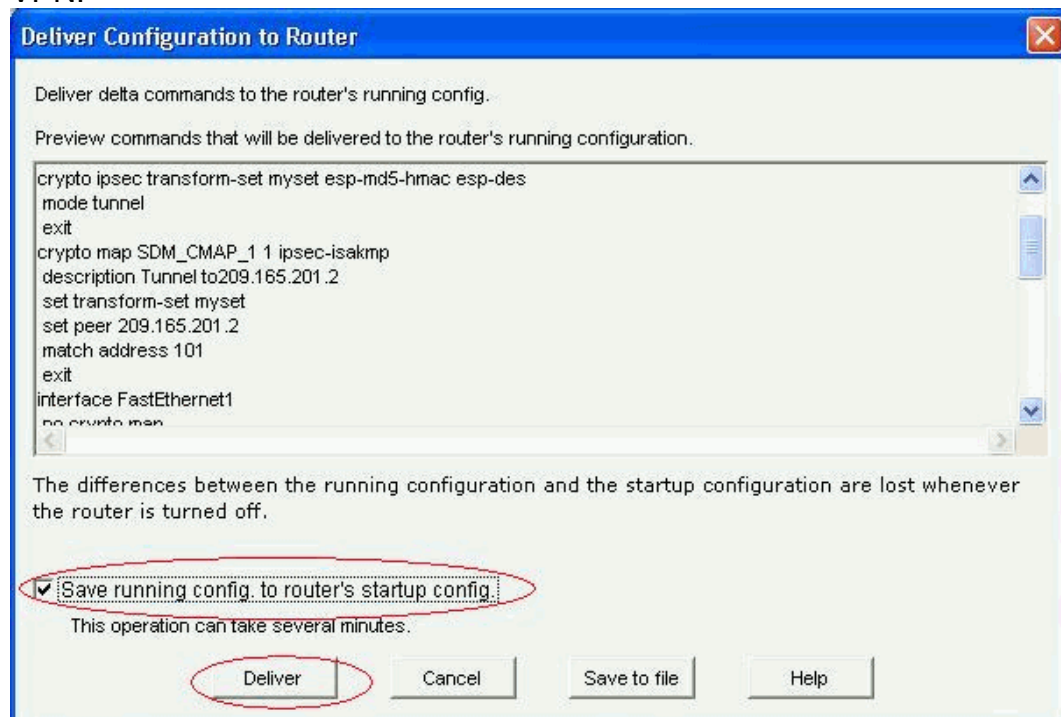 Deliver Configuration to Router
Deliver delta commands to the router's running config.
Preview commands that will be delivered to the router's running configuration.
crypto ipsec transform-set myset esp-md5-hmac esp-des
mode tunnel
exit
crypto map SDM_CMAP_1 1 ipsec-isakmp
description Tunnel to209.165.201.2
set transform-set myset
set peer 209.165.201.2
match address 101
exit
interface FastEthernet1
no crypto map
The differences between the running configuration and the startup configuration are lost whenever
the router is turned off.
Save running config. to router's startup config.
This operation can take several minutes.
Deliver Cancel Save to file Help